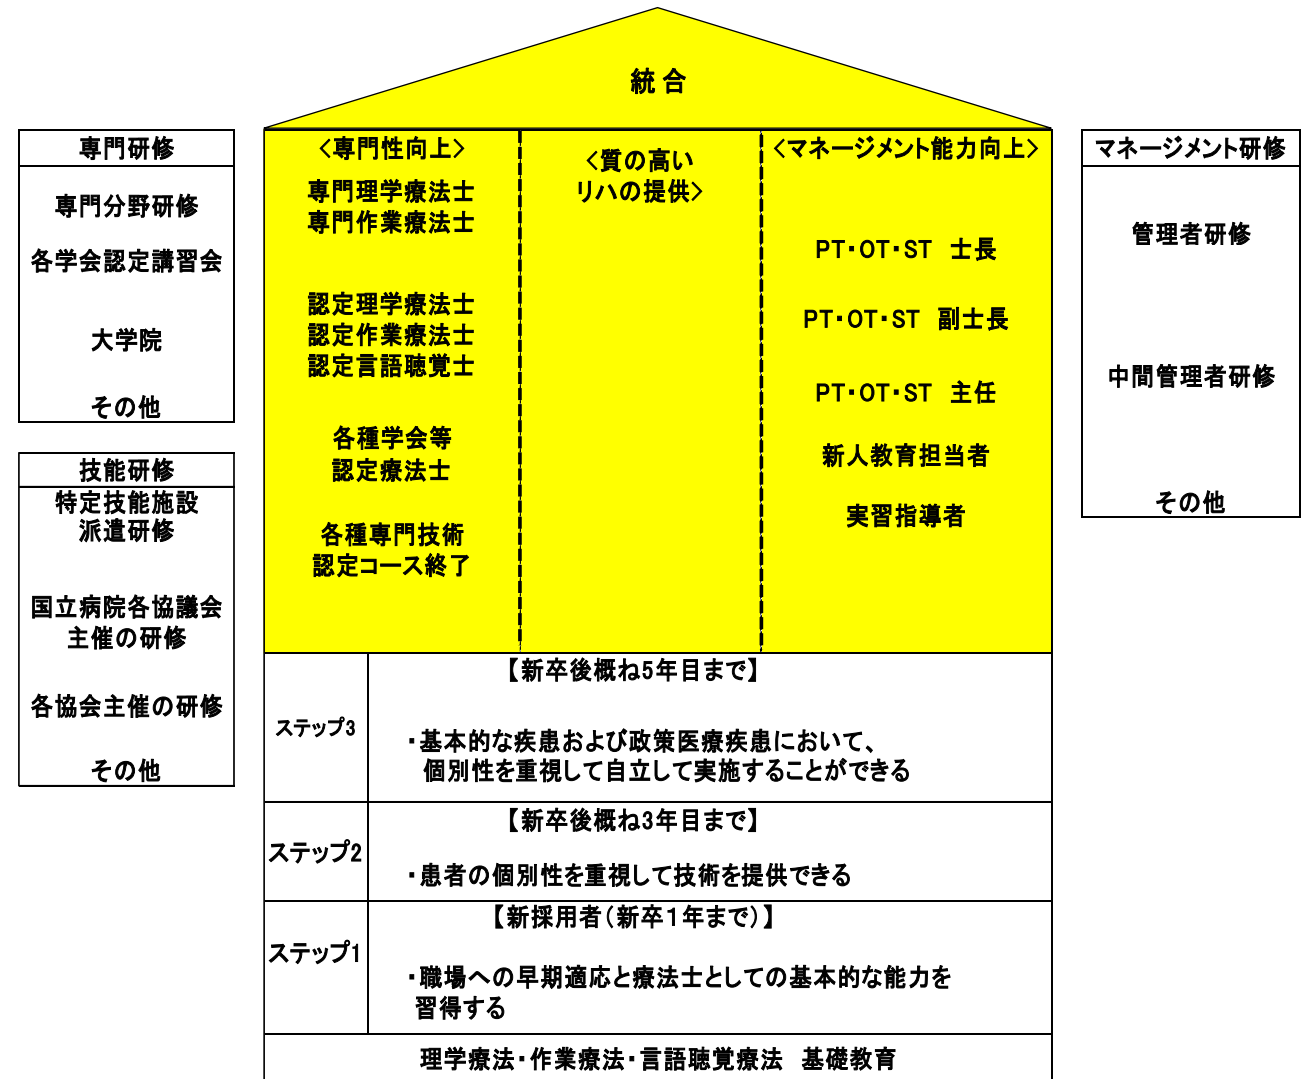 統 合
専門研修
専門分野研修
各学会認定講習会
大学院
その他
技能研修
特定技能施設
派遣研修
国立病院各協議会
主催の研修
各協会主催の研修
その他
<専門性向上>
専門理学療法士
専門作業療法士
認定理学療法士
認定作業療法士
認定言語聴覚士
各種学会等
認定療法士
各種専門技術
認定コース終了
<質の高い
リハの提供>
<マネージメント能力向上>
PT・OT・ST 士長
PT・OT・ST 副士長
PT・OT・ST 主任
新人教育担当者
実習指導者
マネージメント研修
管理者研修
中間管理者研修
その他
【新卒後概ね5年目まで】
ステップ3
・基本的な疾患および政策医療疾患において、
個別性を重視して自立して実施することができる
【新卒後概ね3年目まで】
ステップ2
・患者の個別性を重視して技術を提供できる
【新採用者（新卒１年まで）】
ステップ1
・職場への早期適応と療法士としての基本的な能力を
習得する
理学療法・作業療法・言語聴覚療法 基礎教育